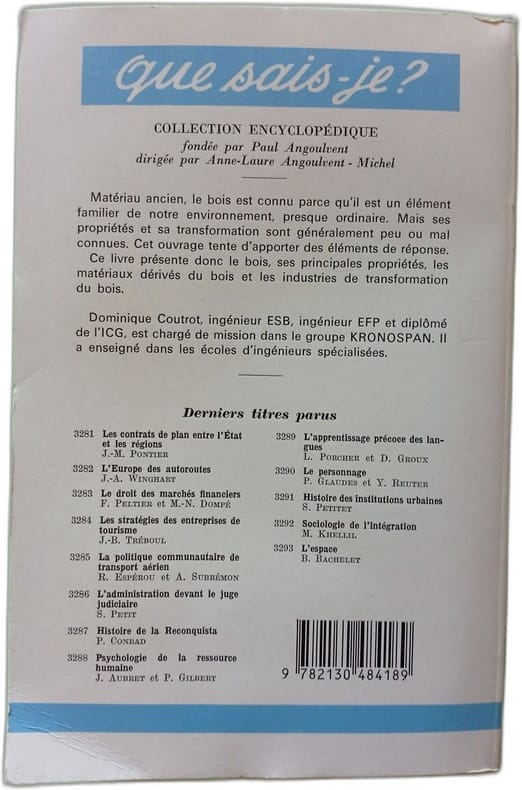 que sais-je?
COLLECTION ENCYCLOPÉDIQUE
fondée par Paul Angoulvent
dirigée par Anne-Laure Angoulvent - Michel
Matériau ancien, le bois est connu parce qu'il est un élément
familier de notre environnement, presque ordinaire. Mais ses
propriétés et sa transformation sont généralement peu ou mal
connues. Cet ouvrage tente d'apporter des éléments de réponse.
Ce livre présente donc le bois, ses principales propriétés, les
matériaux dérivés du bois et les industries de transformation
du bois.
Dominique Coutrot, ingénieur ESB, ingénieur EFP et diplômé
de l'ICG, est chargé de mission dans le groupe KRONOSPAN. Il
a enseigné dans les écoles d'ingénieurs spécialisées.
Derniers titres parus
3281 Les contrats de plan entre l'État
et les régions
J.-M. PONTIER
3282 L'Europe des autoroutes
J.-A. WINGHART
3283 Le droit des marchés financiers
F. PELTIER et M.-N. DOMPÉ
3284 Les stratégies des entreprises de
tourisme
J.-B. TRÉBOUL
3285 La politique communautaire de
transport aérien
R. ESPÉROU et A. SUBRÉMON
3286 L'administration devant le juge
judiciaire
S. PETIT
3287 Histoire de la Reconquista
P. CONRAD
3288 Psychologie de la ressource
humaine
J. AUBRET et P. GILBERT
3289 L'apprentissage précoce des lan-
gues
L. PORCHER et D. GROUX
3290 Le personnage
P. GLAUDES et Y. REUTER
3291 Histoire des institutions urbaines
S. PETITET
3292 Sociologie de l'intégration
M. KHELLIL
3293 L'espace
B. BACHELET
9 782130 484189